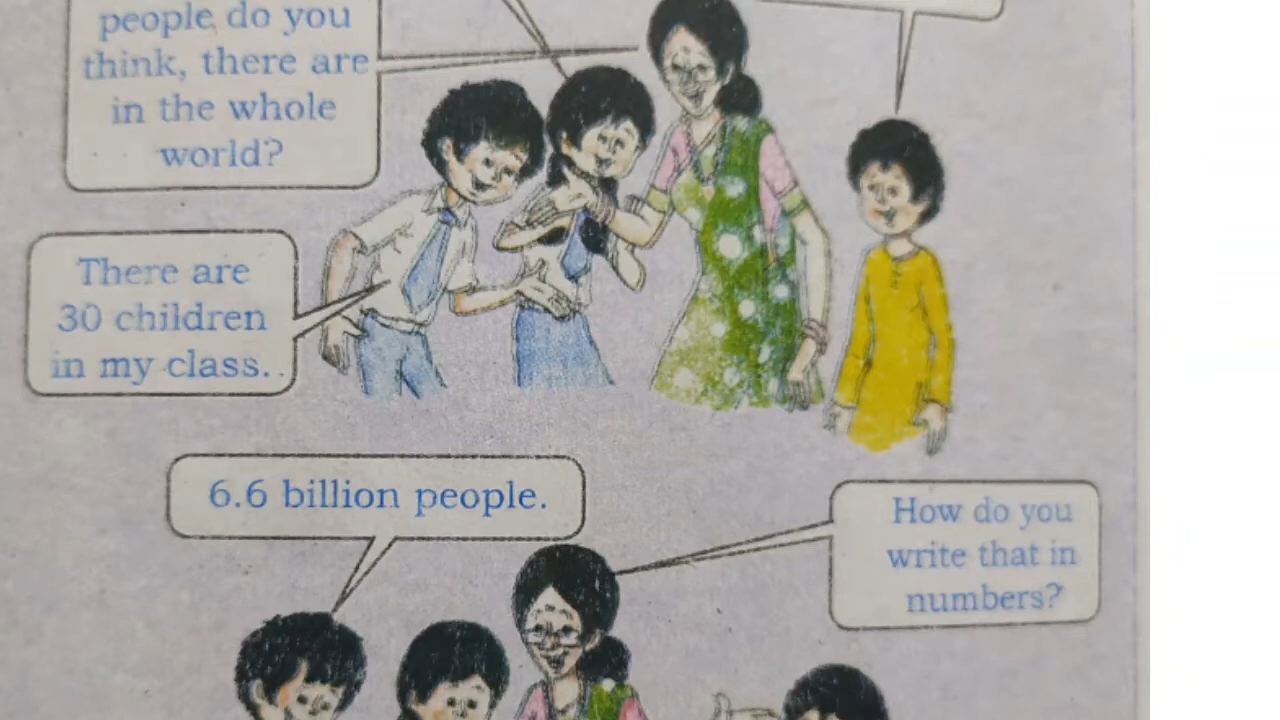 people do you
think, there are
in the whole
world?
There are
30 children
in my class..
6.6 billion people.
How do you
write that in
numbers?